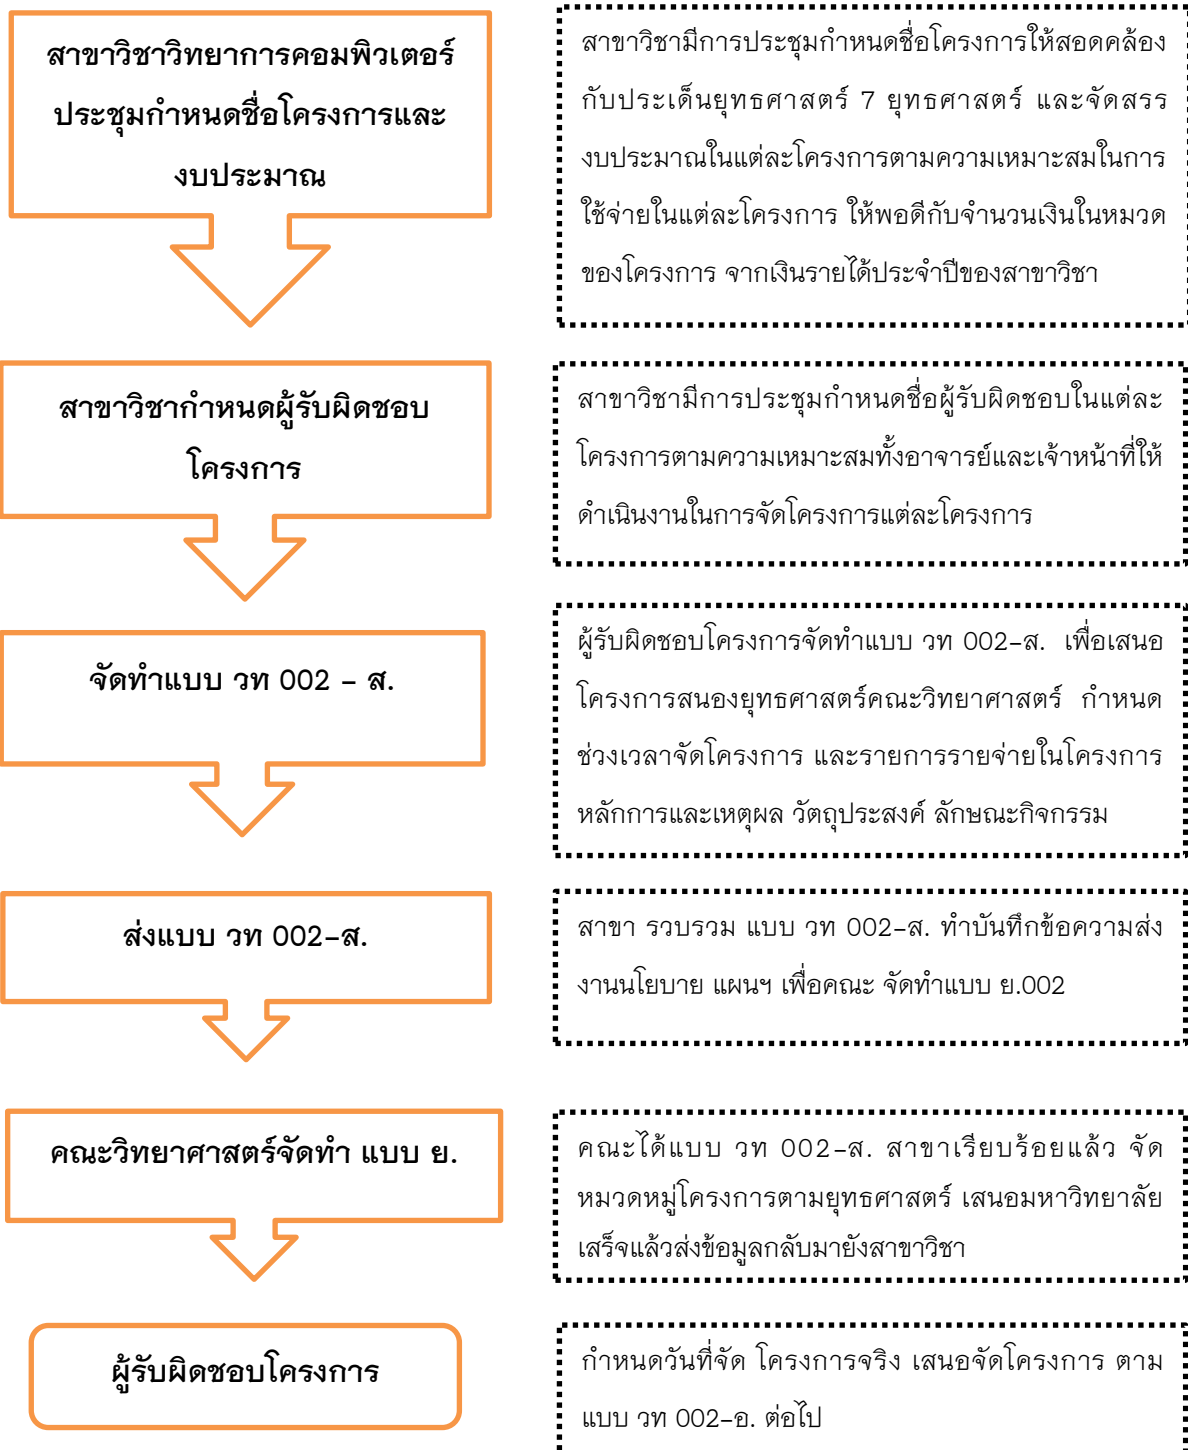 สาขาวิชาวิทยาการคอมพิวเตอร์
ประชุมกำหนดชื่อโครงการและ
งบประมาณ
สาขาวิชามีการประชุมกำหนดชื่อโครงการให้สอดคล้อง
กับประเด็นยุทธศาสตร์ 7 ยุทธศาสตร์ และจัดสรร
งบประมาณในแต่ละโครงการตามความเหมาะสมในการ
ใช้จ่ายในแต่ละโครงการ ให้พอดีกับจำนวนเงินในหมวด
ของโครงการ จากเงินรายได้ประจำปีของสาขาวิชา
สาขาวิชากำหนดผู้รับผิดชอบ
โครงการ
สาขาวิชามีการประชุมกำหนดชื่อผู้รับผิดชอบในแต่ละ
โครงการตามความเหมาะสมทั้งอาจารย์และเจ้าหน้าที่ให้
ดำเนินงานในการจัดโครงการแต่ละโครงการ
จัดทำแบบ วท 002 – ส.
ผู้รับผิดชอบโครงการจัดทำแบบ วท 002-ส. เพื่อเสนอ
โครงการสนองยุทธศาสตร์คณะวิทยาศาสตร์ กำหนด
ช่วงเวลาจัดโครงการ และรายการรายจ่ายในโครงการ
หลักการและเหตุผล วัตถุประสงค์ ลักษณะกิจกรรม
ส่งแบบ วท 002-ส.
สาขา รวบรวม แบบ วท 002-ส. ทำบันทึกข้อความส่ง
งานนโยบาย แผนฯ เพื่อคณะ จัดทำแบบ ย.002
คณะวิทยาศาสตร์จัดทำ แบบ ย.
คณะได้แบบ วท 002-ส. สาขาเรียบร้อยแล้ว จัด
หมวดหมู่โครงการตามยุทธศาสตร์ เสนอมหาวิทยาลัย
เสร็จแล้วส่งข้อมูลกลับมายังสาขาวิชา
ผู้รับผิดชอบโครงการ
กำหนดวันที่จัด โครงการจริง เสนอจัดโครงการ ตาม
แบบ วท 002-อ. ต่อไป